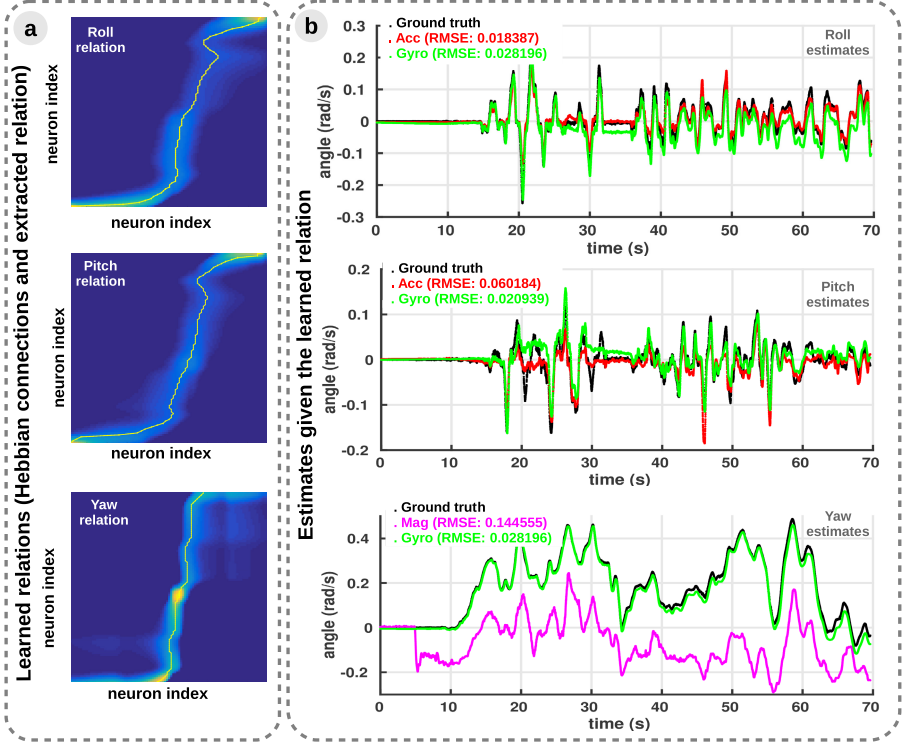 a
Learned relations (Hebbian connections and extracted relation)
Roll
relation
neuron index
neuron index
Pitch
relation
neuron index
neuron index
Yaw
relation
neuron index
neuron index
b
Estimates given the learned relation
. Ground truth
. Acc (RMSE: 0.018387)
. Gyro (RMSE: 0.028196)
Roll
estimates
angle (rad/s)
0.3
0.2
0.1
0
-0.1
-0.2
-0.3
0 10 20 30 40 50 60 70
time (s)
. Ground truth
. Acc (RMSE: 0.060184)
. Gyro (RMSE: 0.020939)
Pitch
estimates
angle (rad/s)
0.2
0.1
0
-0.1
-0.2
0 10 20 30 40 50 60 70
time (s)
. Ground truth
. Mag (RMSE: 0.144555)
. Gyro (RMSE: 0.028196)
Yaw
estimates
angle (rad/s)
0.4
0.2
0
-0.2
0 10 20 30 40 50 60 70
time (s)